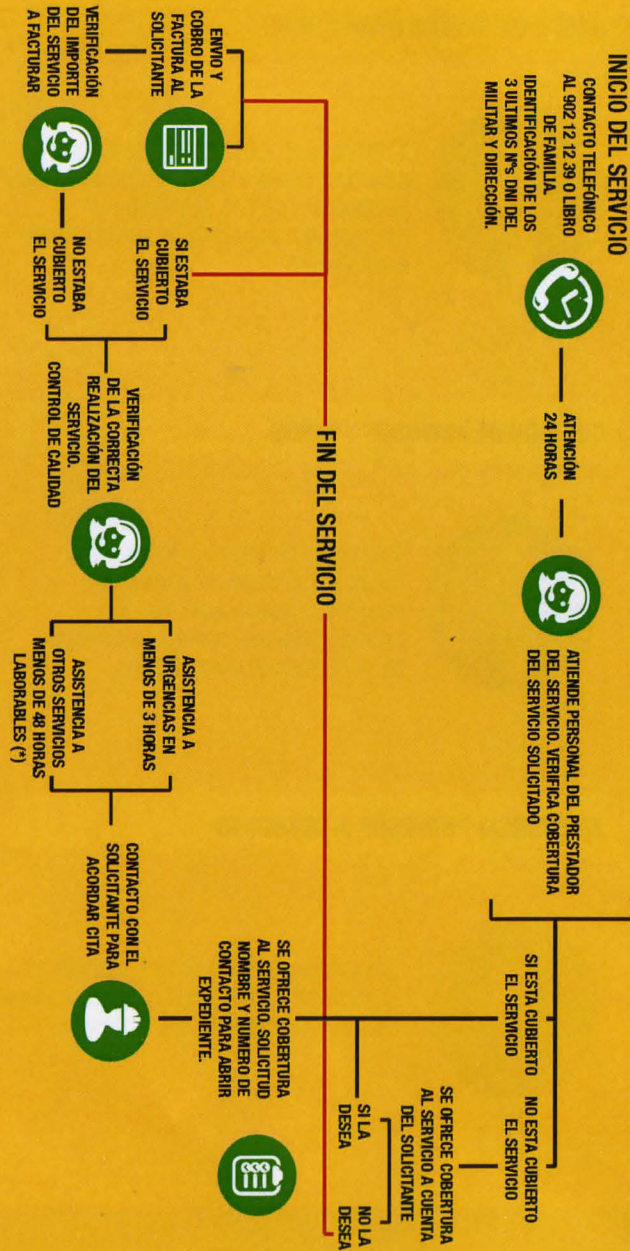 INICIO DEL SERVICIO
CONTACTO TELEFÓNICO
AL 902 12 12 39 O LIBRO
DE FAMILIA.
IDENTIFICACIÓN DE LOS
3 ULTIMOS Nºs DNI DEL
MILITAR Y DIRECCIÓN.
ATENCIÓN
24 HORAS
ATIENDE PERSONAL DEL PRESTADOR
DEL SERVICIO. VERIFICA COBERTURA
DEL SERVICIO SOLICITADO
SI ESTA CUBIERTO
EL SERVICIO
NO ESTA CUBIERTO
EL SERVICIO
SE OFRECE COBERTURA
AL SERVICIO A CUENTA
DEL SOLICITANTE
SI LA
DESEA
NO LA
DESEA
SE OFRECE COBERTURA
AL SERVICIO. SOLICITUD
NOMBRE Y NUMERO DE
CONTACTO PARA ABRIR
EXPEDIENTE.
CONTACTO CON EL
SOLICITANTE PARA
ACORDAR CITA
ASISTENCIA A
URGENCIAS EN
MENOS DE 3 HORAS
ASISTENCIA A
OTROS SERVICIOS
MENOS DE 48 HORAS
LABORABLES (*)
VERIFICACIÓN
DE LA CORRECTA
REALIZACIÓN DEL
SERVICIO.
CONTROL DE CALIDAD
SI ESTABA
CUBIERTO
EL SERVICIO
NO ESTABA
CUBIERTO
EL SERVICIO
VERIFICACIÓN
DEL IMPORTE
DEL SERVICIO
A FACTURAR
ENVIO Y
COBRO DE LA
FACTURA AL
SOLICITANTE
FIN DEL SERVICIO